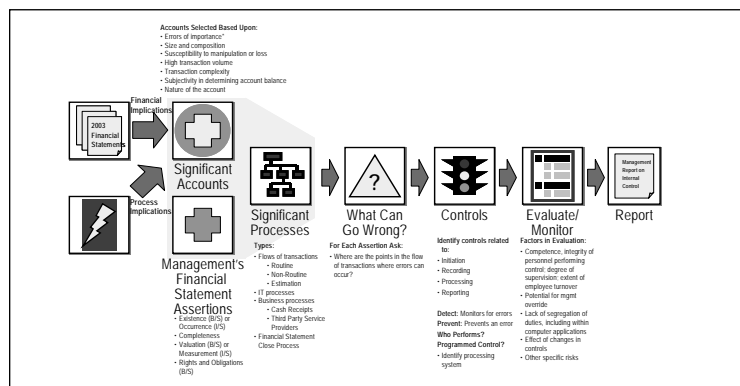 Accounts Selected Based Upon:
• Errors of importance*
• Size and composition
• Susceptibility to manipulation or loss
• High transaction volume
• Transaction complexity
• Subjectivity in determining account balance
• Nature of the account
Financial
Implications
2003
Financial
Statements
Significant
Accounts
Process Implications
Management's
Financial
Statement
Assertions
• Existence (B/S) or
Occurrence (I/S)
• Completeness
• Valuation (B/S) or
Measurement (I/S)
• Rights and Obligations
(B/S)
Significant
Processes
Types:
• Flows of transactions
• Routine
• Non-Routine
• Estimation
• IT processes
• Business processes
• Cash Receipts
• Third Party Service
Providers
• Financial Statement
Close Process
?
What Can
Go Wrong?
For Each Assertion Ask:
• Where are the points in the flow
of transactions where errors can
occur?
Controls
Identify controls related
to:
• Initiation
• Recording
• Processing
• Reporting
Detect: Monitors for errors
Prevent: Prevents an error
Who Performs?
Programmed Control?
• Identify processing
system
Evaluate/
Monitor
Factors in Evaluation:
• Competence, integrity of
personnel performing
control; degree of
supervision; extent of
employee turnover
• Potential for mgmt
override
• Lack of segregation of
duties, including within
computer applications
• Effect of changes in
controls
• Other specific risks
Management
Report on
Internal
Control
Report